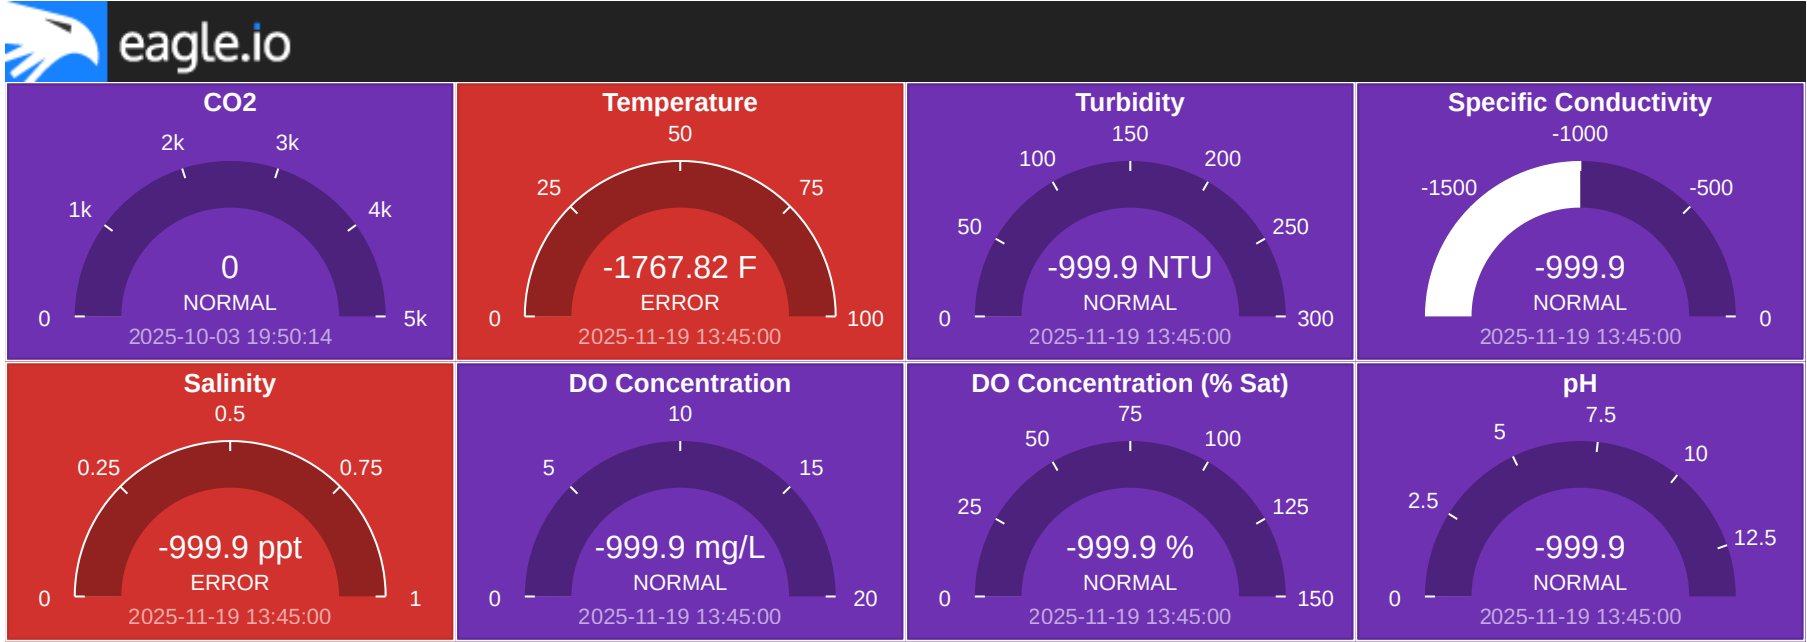 eagle.io
CO2
2k
3k
1k
4k
0
NORMAL
0
5k
2025-10-03 19:50:14
Temperature
50
25
75
-1767.82 F
ERROR
0
100
2025-11-19 13:45:00
Turbidity
150
100
200
50
250
-999.9 NTU
NORMAL
0
300
2025-11-19 13:45:00
Specific Conductivity
-1000
-1500
-500
-999.9
NORMAL
0
2025-11-19 13:45:00
Salinity
0.5
0.25
0.75
-999.9 ppt
ERROR
0
1
2025-11-19 13:45:00
DO Concentration
10
5
15
-999.9 mg/L
NORMAL
0
20
2025-11-19 13:45:00
DO Concentration (% Sat)
75
50
100
25
125
-999.9 %
NORMAL
0
150
2025-11-19 13:45:00
pH
7.5
5
10
2.5
12.5
-999.9
NORMAL
0
2025-11-19 13:45:00